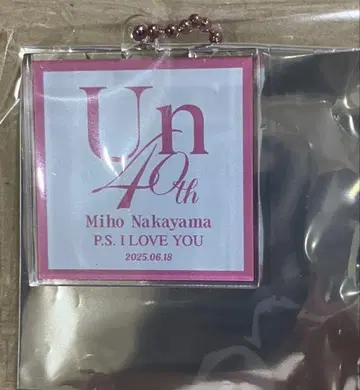 Un
40th
Miho Nakayama
P.S. I LOVE YOU
2025.06.18